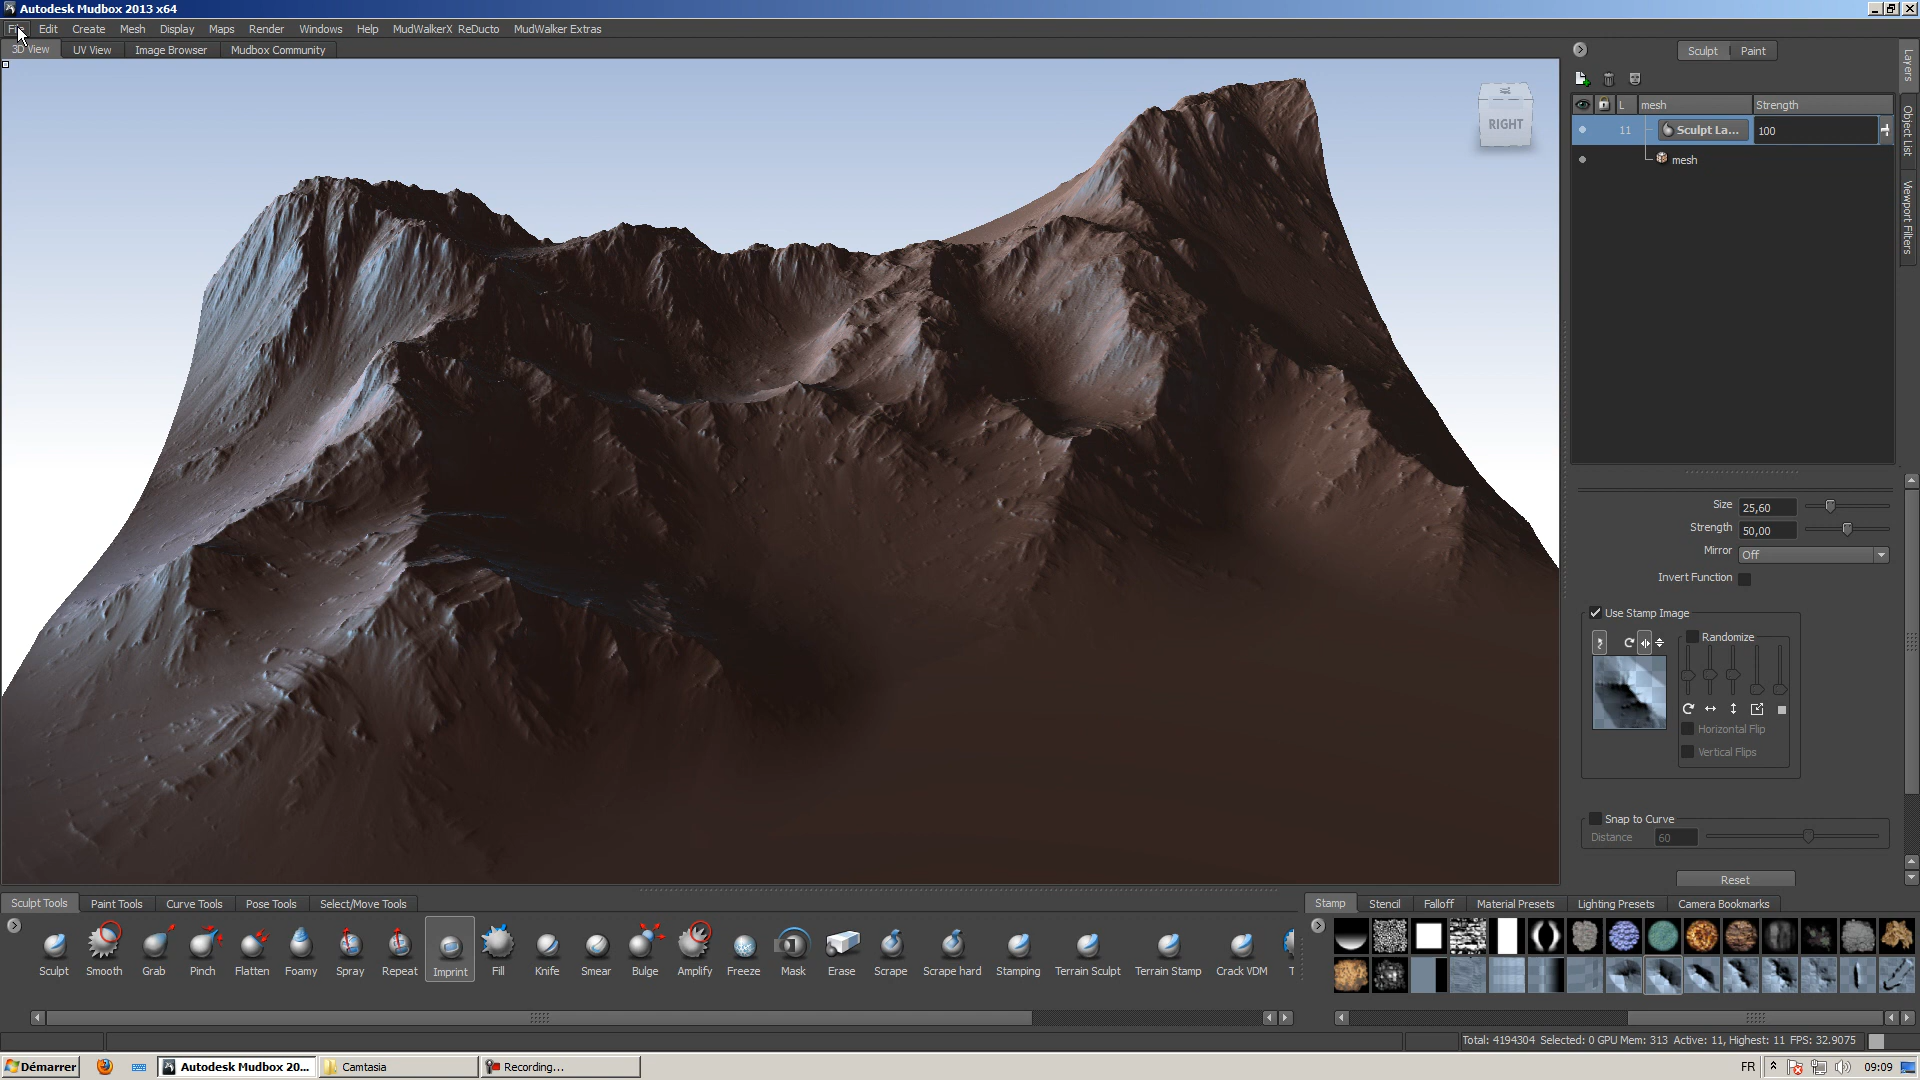 Autodesk Mudbox 2013 x64
Edit Create Mesh Display Maps Render Windows Help MudWalkerX ReDucto MudWalker Extras
3D View UV View Image Browser Mudbox Community
RIGHT
Sculpt Paint
L mesh Strength
11 Sculpt La... 100
mesh
Layers
Object List
Viewport Filters
Size 25,60
Strength 50,00
Mirror Off
Invert Function
Use Stamp Image
Randomize
Horizontal Flip
Vertical Flips
Snap to Curve
Distance 60
Reset
Sculpt Tools Paint Tools Curve Tools Pose Tools Select/Move Tools
Sculpt Smooth Grab Pinch Flatten Foamy Spray Repeat Imprint Fill Knife Smear Bulge Amplify Freeze Mask Erase Scrape Scrape hard Stamping Terrain Sculpt Terrain Stamp Crack VDM
Stamp Stencil Falloff Material Presets Lighting Presets Camera Bookmarks
Total: 4194304 Selected: 0 GPU Mem: 313 Active: 11, Highest: 11 FPS: 32.9075
Démarrer Autodesk Mudbox 20... Camtasia Recording... FR 09:09